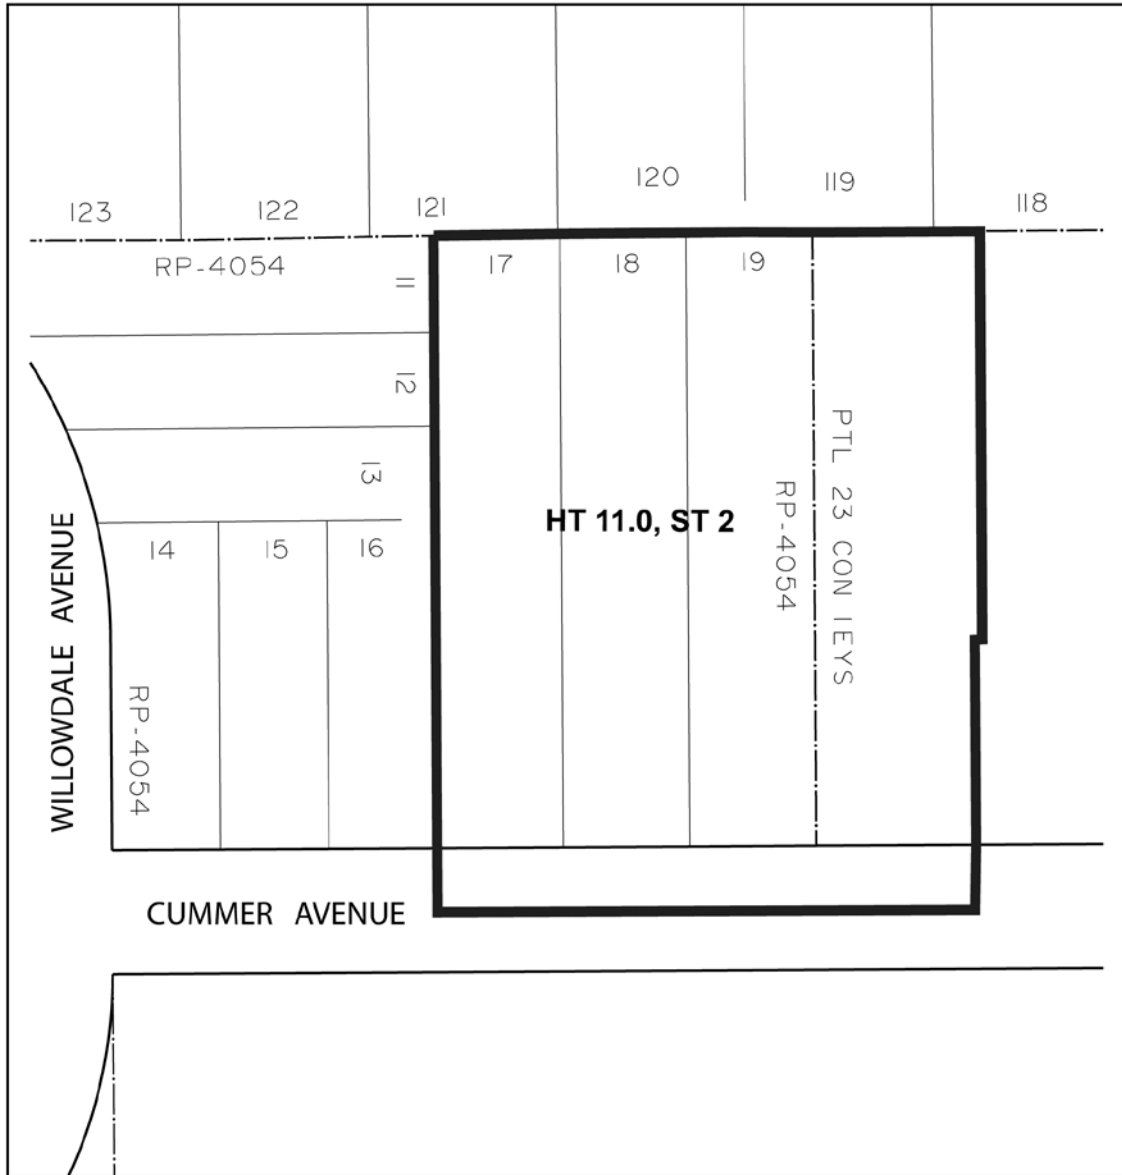 120
119
118
123
122
121
RP-4054
11
17
18
19
12
PTL 23 CON 1EYS
13
RP-4054
HT 11.0, ST 2
14
15
16
WILLOWDALE AVENUE
RP-4054
CUMMER AVENUE